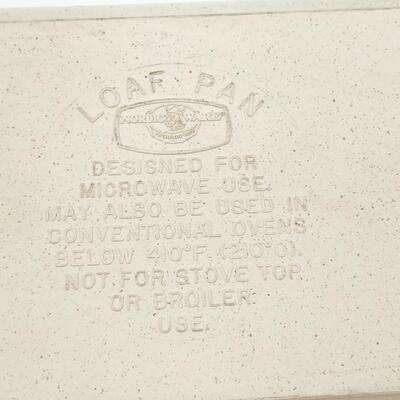 LOAF PAN
NORDIC WARE
DESIGNED FOR
MICROWAVE USE.
MAY ALSO BE USED IN
CONVENTIONAL OVENS
BELOW 410°F. (210°C).
NOT FOR STOVE TOP
OR BROILER
USE.